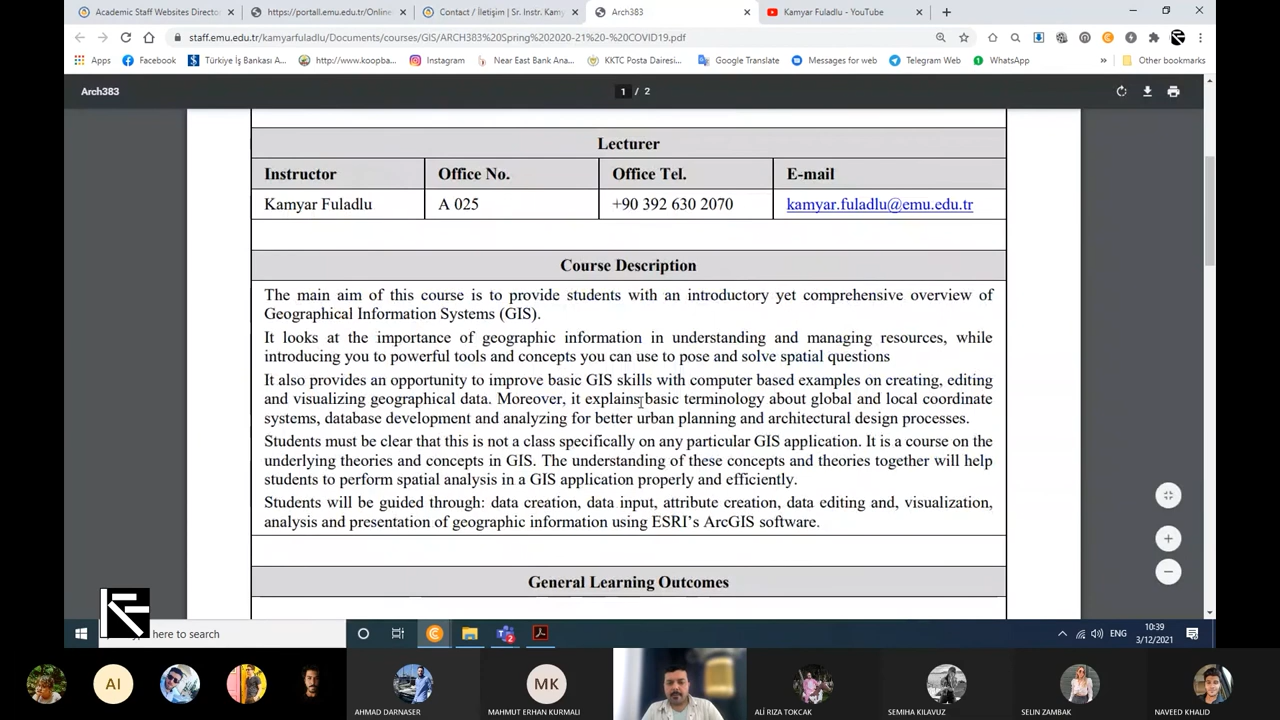 Academic Staff Websites Director
https://portall.emu.edu.tr/Online
Contact / İletişim | Sr. Instr. Kam
Arch383
Kamyar Fuladlu - YouTube
staff.emu.edu.tr/kamyarfuladlu/Documents/courses/GIS/ARCH383%20Spring%202020-21%20-%20COVID19.pdf
Apps
Facebook
Türkiye İş Bankası A...
http://www.koopba...
Instagram
Near East Bank Ana...
KKTC Posta Dairesi...
Google Translate
Messages for web
Telegram Web
WhatsApp
»
Other bookmarks
Arch383
1 / 2
Lecturer
Instructor Office No. Office Tel. E-mail
Kamyar Fuladlu A 025 +90 392 630 2070 kamyar.fuladlu@emu.edu.tr
Course Description
The main aim of this course is to provide students with an introductory yet comprehensive overview of
Geographical Information Systems (GIS).
It looks at the importance of geographic information in understanding and managing resources, while
introducing you to powerful tools and concepts you can use to pose and solve spatial questions
It also provides an opportunity to improve basic GIS skills with computer based examples on creating, editing
and visualizing geographical data. Moreover, it explains basic terminology about global and local coordinate
systems, database development and analyzing for better urban planning and architectural design processes.
Students must be clear that this is not a class specifically on any particular GIS application. It is a course on the
underlying theories and concepts in GIS. The understanding of these concepts and theories together will help
students to perform spatial analysis in a GIS application properly and efficiently.
Students will be guided through: data creation, data input, attribute creation, data editing and, visualization,
analysis and presentation of geographic information using ESRI's ArcGIS software.
General Learning Outcomes
here to search
ENG
10:39
3/12/2021
AI
MK
AHMAD DARNASER
MAHMUT ERHAN KURMALI
ALİ RIZA TOKCAK
SEMIHA KILAVUZ
SELIN ZAMBAK
NAVEED KHALID